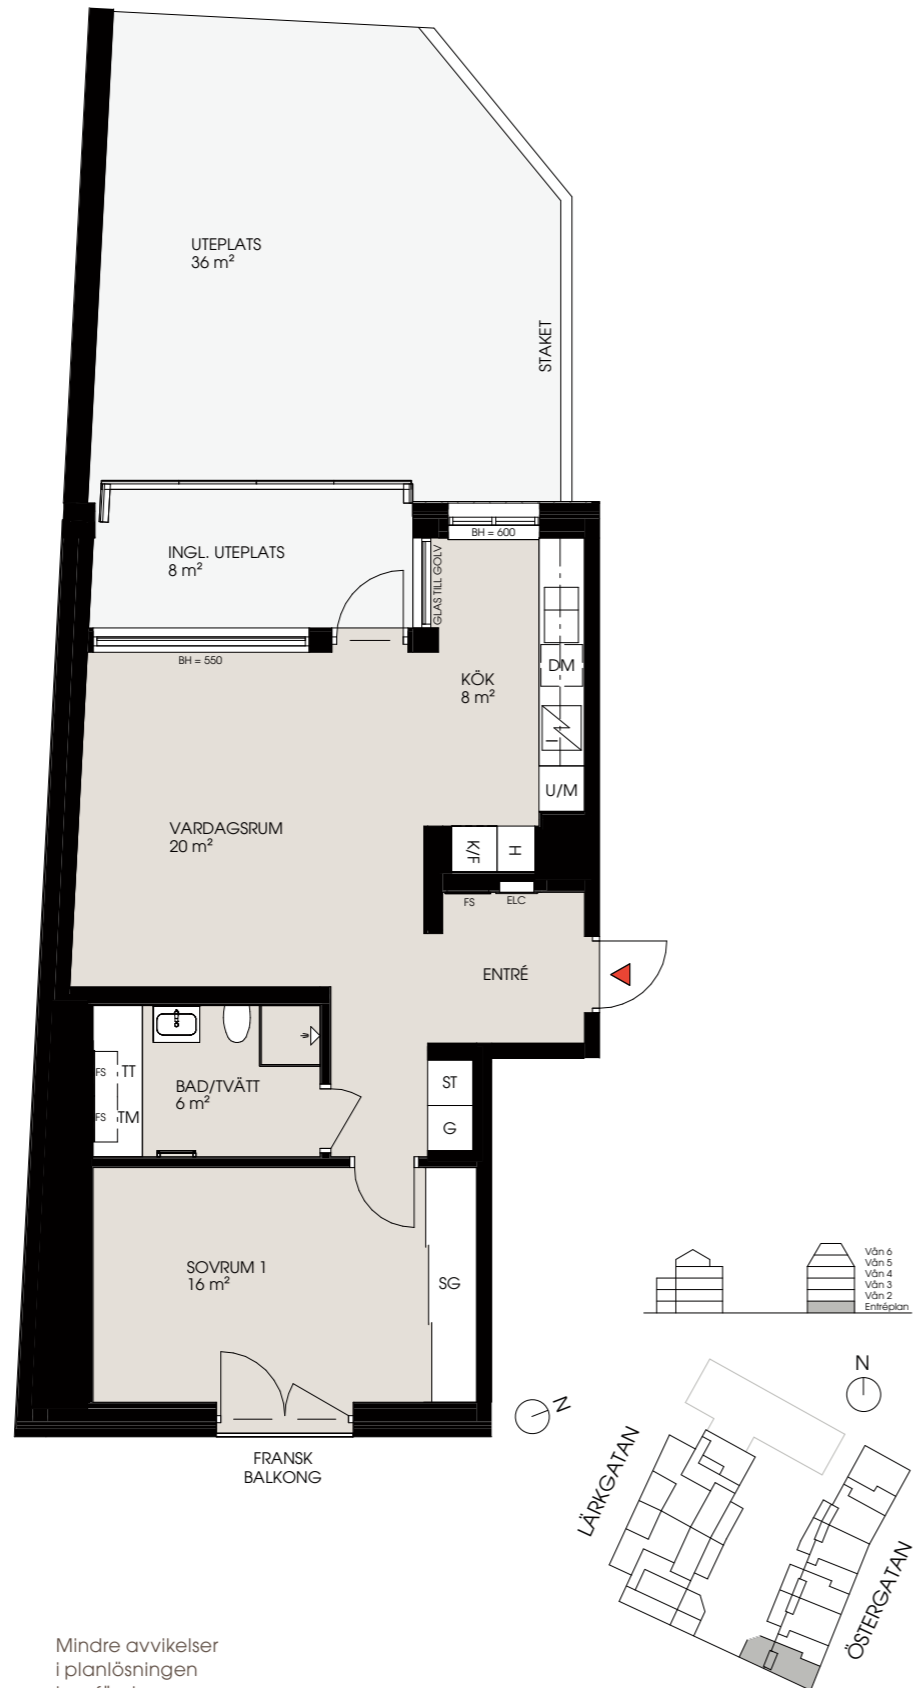 UTEPLATS
36 m²
STAKET
INGL. UTEPLATS
8 m²
BH = 600
GLAS TILL GOLV
BH = 550
KÖK
8 m²
DM
U/M
VARDAGSRUM
20 m²
K/F
H
FS
ELC
ENTRÉ
FS
TT
FS
TM
BAD/TVÄTT
6 m²
ST
G
SOVRUM 1
16 m²
SG
FRANSK
BALKONG
N
Vån 6
Vån 5
Vån 4
Vån 3
Vån 2
Entréplan
N
LÄRKGATAN
ÖSTERGATAN
Mindre avvikelser
i planlösningen